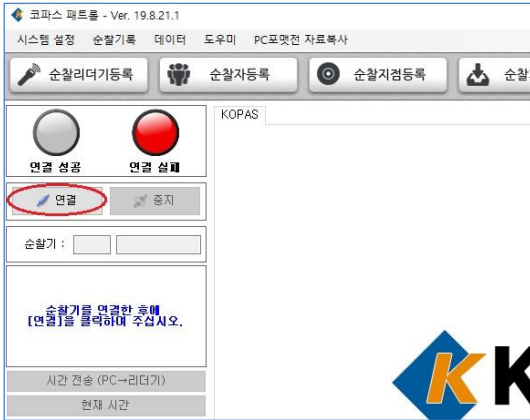 코파스 패트롤 - Ver. 19.8.21.1
시스템 설정 순찰기록 데이터 도우미 PC포맷전 자료복사
순찰리더기등록 순찰자등록 순찰지점등록 순찰
KOPAS
연결 성공 연결 실패
연결 중지
순찰기 :
순찰기를 연결한 후에
[연결]을 클릭하여 주십시오.
시간 전송 (PC→리더기)
현재 시간
K